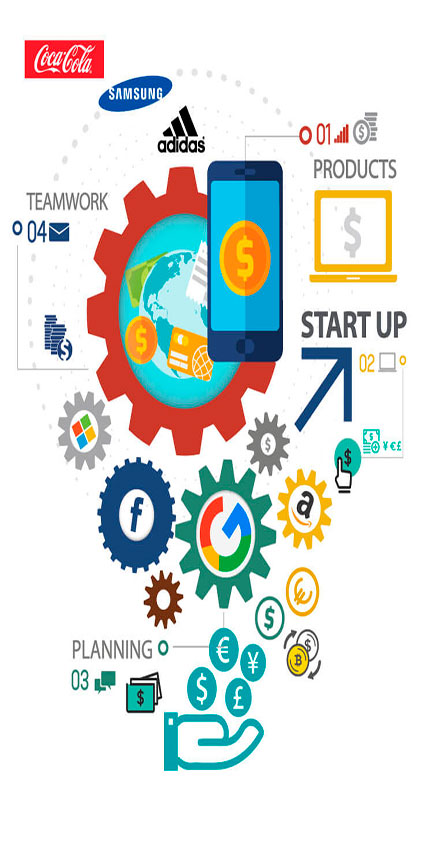 Coca-Cola
SAMSUNG
adidas
01 $
PRODUCTS
$
TEAMWORK
04
$
$
$
START UP
02
$
$ ¥€£
$
$
f
G
a
€
$
$
B
PLANNING
€
¥
03
$
$
£